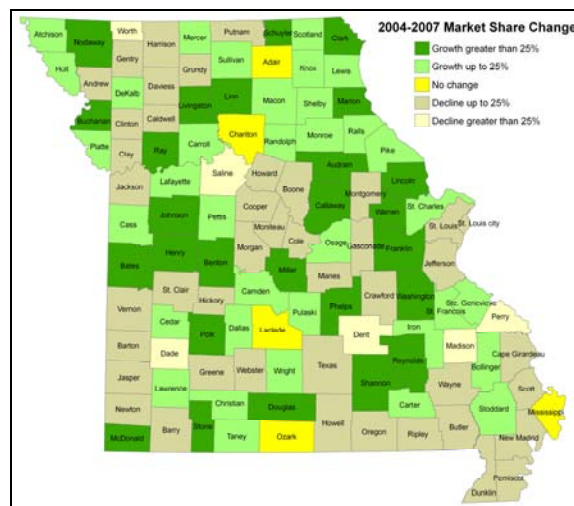 2004-2007 Market Share Change
Growth greater than 25%
Growth up to 25%
No change
Decline up to 25%
Decline greater than 25%
Atchison
Nodaway
Worth
Harrison
Mercer
Putnam
Schuyler
Scotland
Clark
Gentry
Holt
Sullivan
Adair
Knox
Lewis
Andrew
DeKalb
Daviess
Grundy
Linn
Macon
Shelby
Marion
Livingston
Buchanan
Clinton
Caldwell
Chariton
Randolph
Monroe
Ralls
Platte
Clay
Ray
Carroll
Pike
Saline
Howard
Audrain
Jackson
Lafayette
Boone
Callaway
Montgomery
Lincoln
Cooper
Warren
St. Charles
Cass
Johnson
Pettis
Moniteau
St. Louis
St. Louis city
Cole
Osage
Gasconade
Franklin
Morgan
Henry
Benton
Miller
Jefferson
Bates
Maries
Camden
Crawford
Washington
St. Clair
Phelps
Ste. Genevieve
St. Francois
Hickory
Pulaski
Perry
Vernon
Cedar
Dallas
Laclede
Dent
Iron
Polk
Madison
Cape Girardeau
Barton
Dade
Reynolds
Bollinger
Texas
Jasper
Greene
Webster
Wright
Shannon
Wayne
Scott
Lawrence
Mississippi
Carter
Stoddard
Newton
Christian
Douglas
Howell
Butler
McDonald
Barry
Stone
Taney
Ozark
Oregon
Ripley
New Madrid
Pemiscot
Dunklin